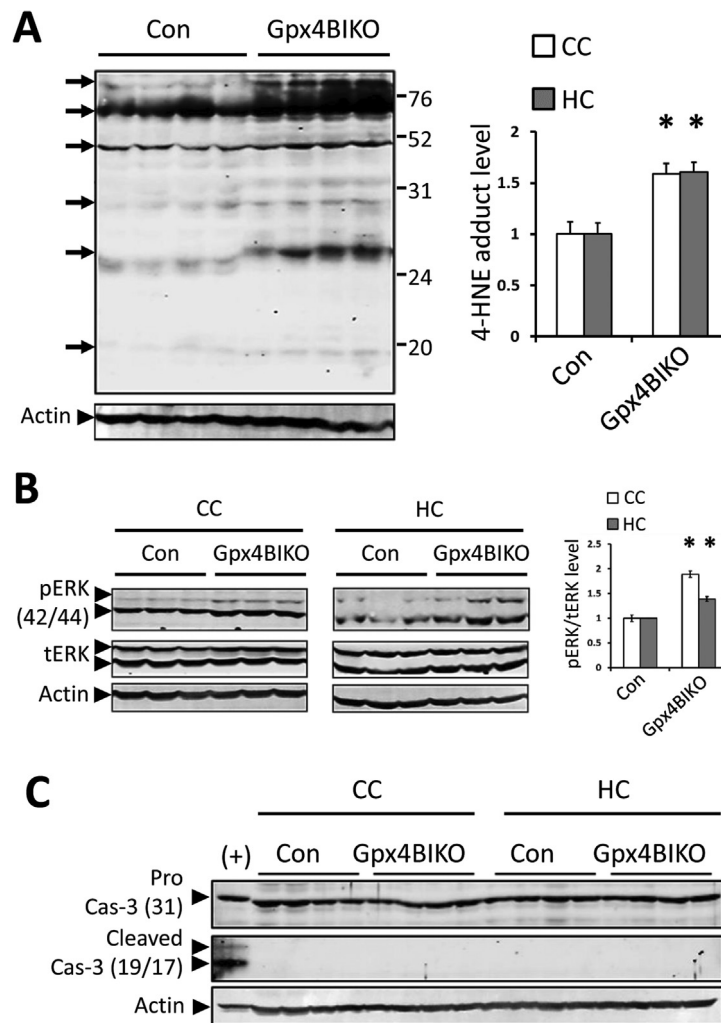 A
Con Gpx4BIKO
76
52
31
24
20
Actin
CC
HC
* *
2
1.5
1
0.5
0
4-HNE adduct level
Con
Gpx4BIKO
B
CC HC
Con Gpx4BIKO Con Gpx4BIKO
pERK
(42/44)
tERK
Actin
CC
HC
* *
2.5
2
1.5
1
0.5
0
pERK/tERK level
Con
Gpx4BIKO
C
CC HC
(+) Con Gpx4BIKO Con Gpx4BIKO
Pro
Cas-3 (31)
Cleaved
Cas-3 (19/17)
Actin